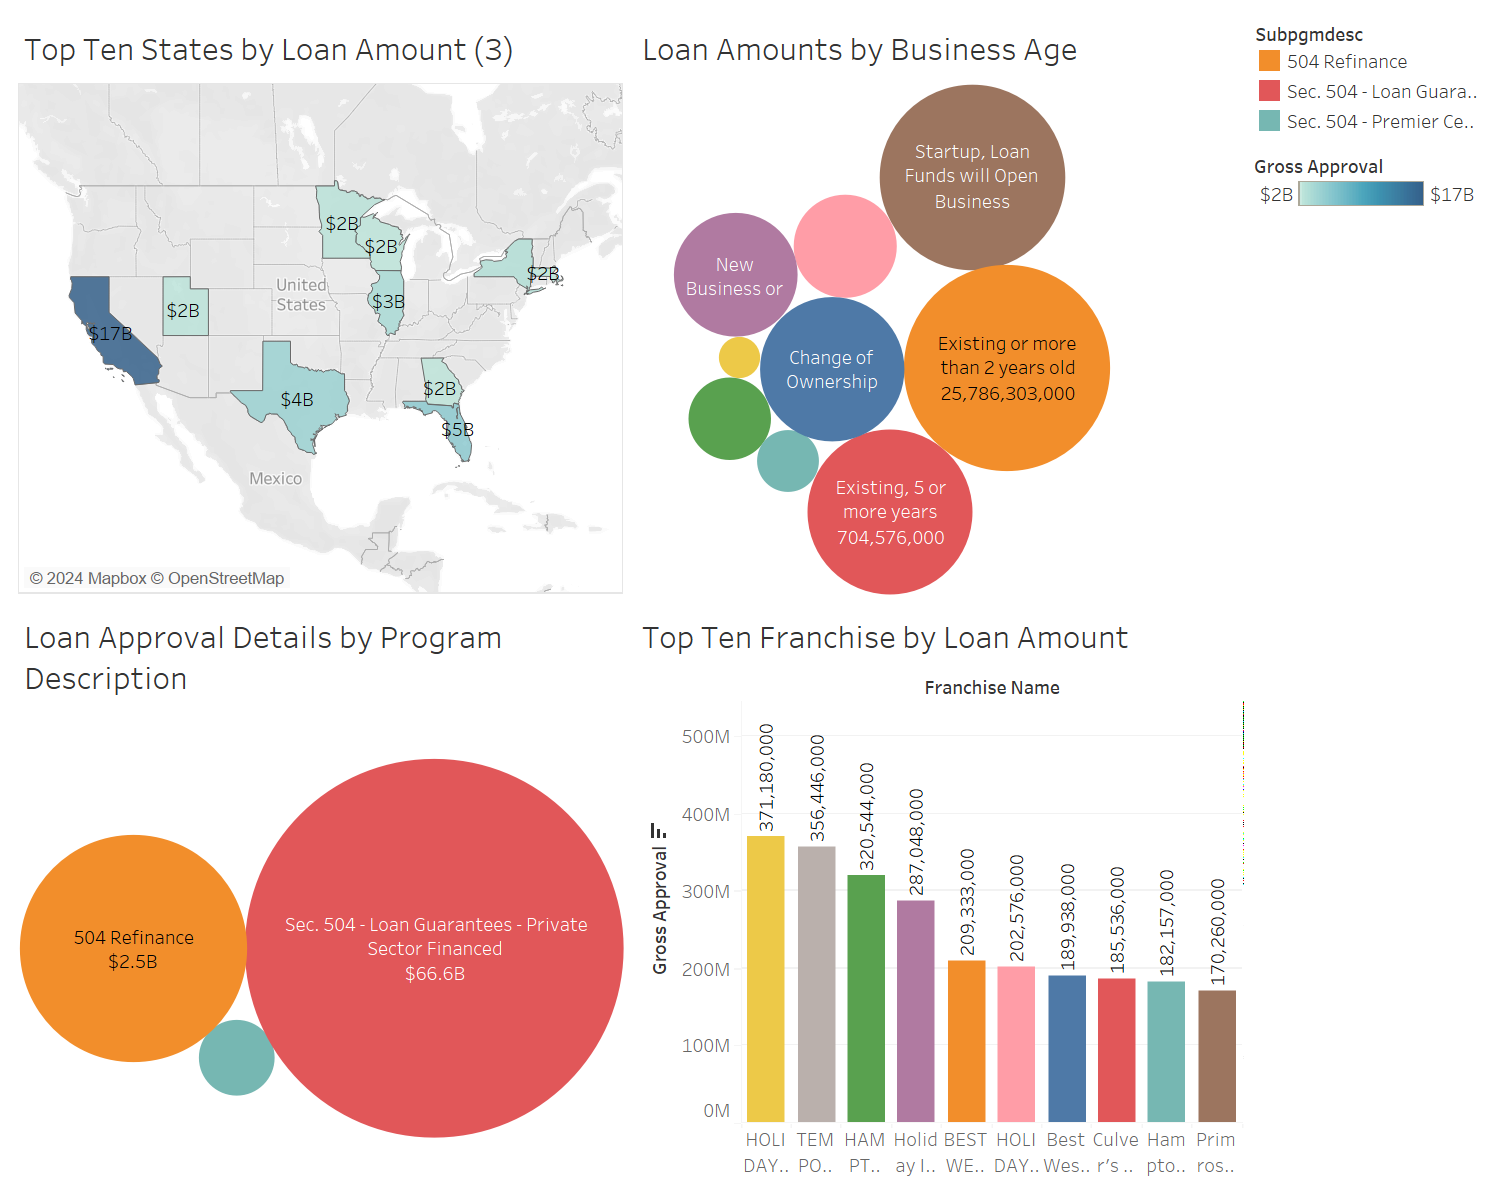 Top Ten States by Loan Amount (3)
$2B
$2B
$2B
$3B
$2B
$17B
$4B
$2B
$5B
United
States
Mexico
© 2024 Mapbox © OpenStreetMap
Loan Amounts by Business Age
Startup, Loan
Funds will Open
Business
New
Business or
Change of
Ownership
Existing or more
than 2 years old
25,786,303,000
Existing, 5 or
more years
704,576,000
Subpgmdesc
504 Refinance
Sec. 504 - Loan Guara..
Sec. 504 - Premier Ce..
Gross Approval
$2B
$17B
Loan Approval Details by Program
Description
504 Refinance
$2.5B
Sec. 504 - Loan Guarantees - Private
Sector Financed
$66.6B
Top Ten Franchise by Loan Amount
Franchise Name
Gross Approval
500M
400M
300M
200M
100M
0M
371,180,000
356,446,000
320,544,000
287,048,000
209,333,000
202,576,000
189,938,000
185,536,000
182,157,000
170,260,000
HOLI
DAY..
TEM
PO..
HAM
PT..
Holid
ay I..
BEST
WE..
HOLI
DAY..
Best
Wes..
Culve
r’s ..
Ham
pto..
Prim
ros..